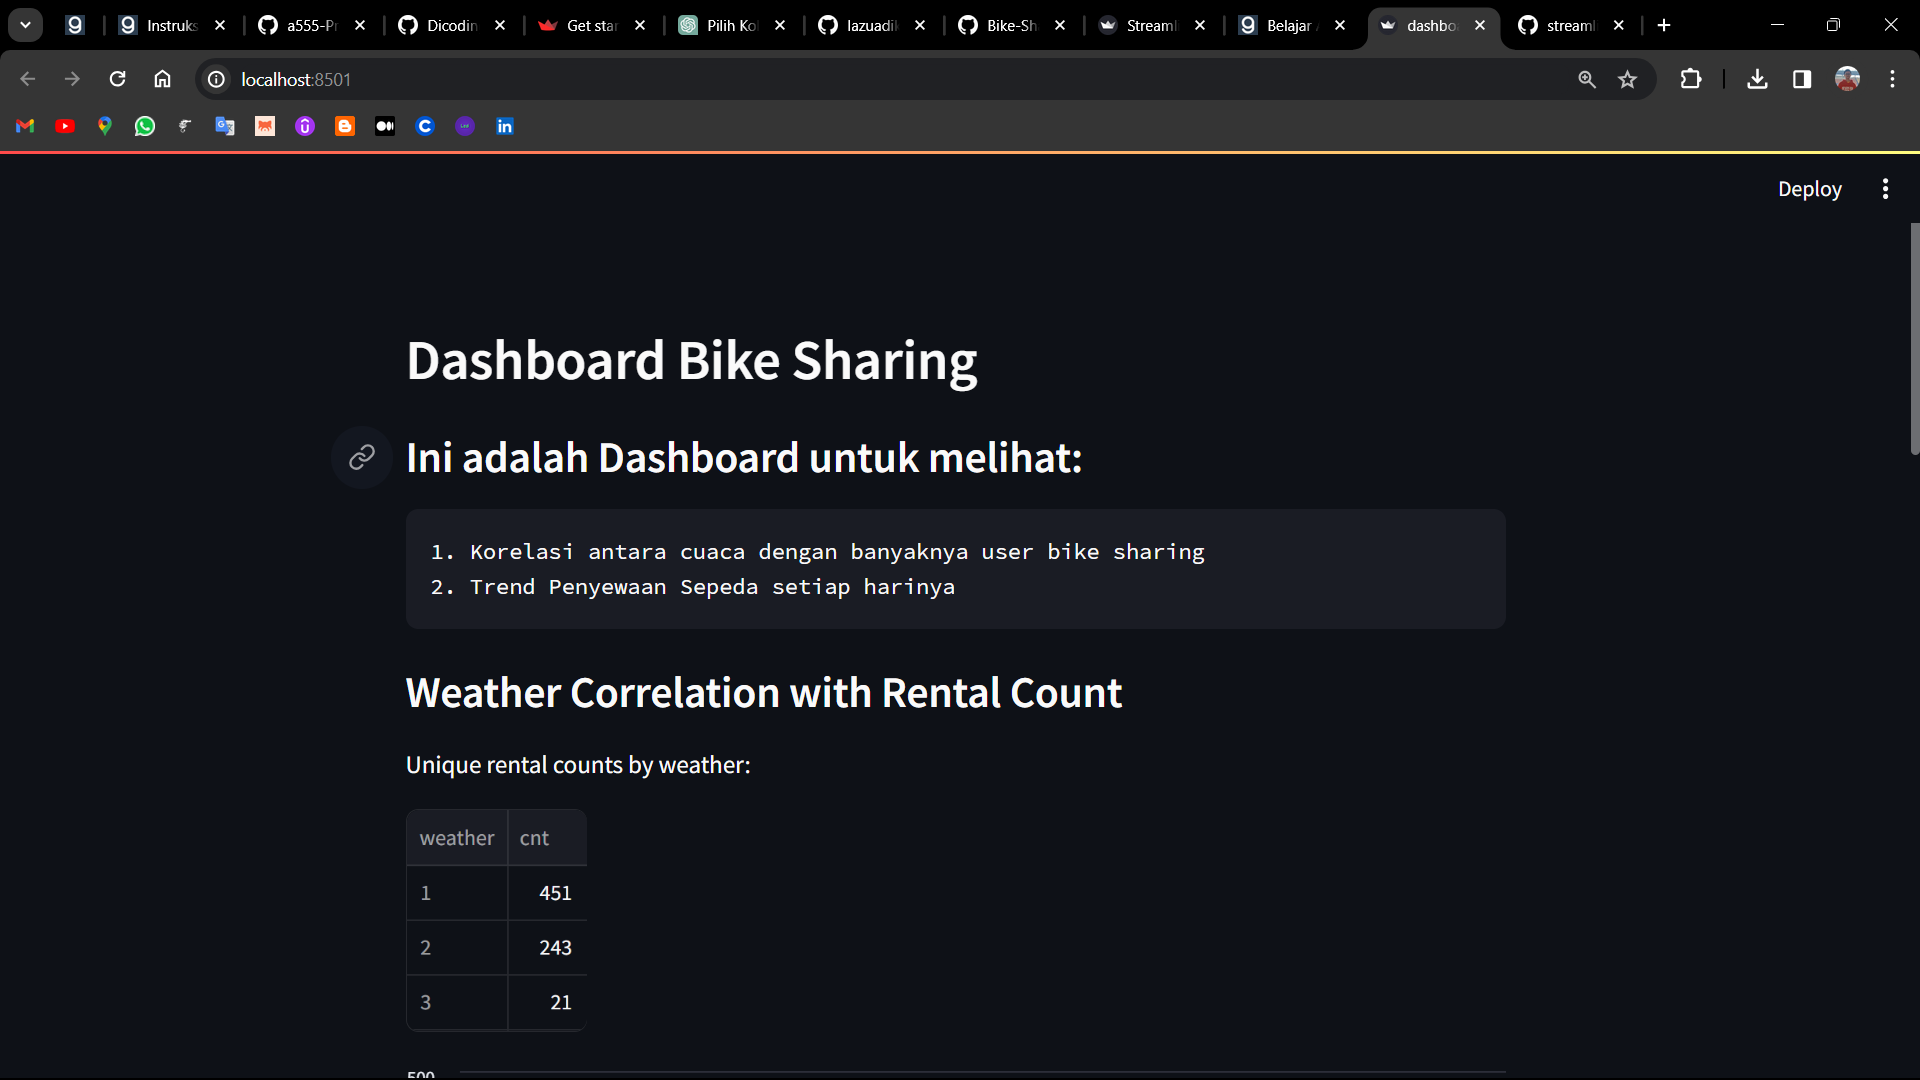 Instruks
a555-Pr
Dicodin
Get star
Pilih Ko
lazuadi
Bike-Sh
Streaml
Belajar
dashbo
streaml
localhost:8501
Deploy
Dashboard Bike Sharing
Ini adalah Dashboard untuk melihat:
1. Korelasi antara cuaca dengan banyaknya user bike sharing
2. Trend Penyewaan Sepeda setiap harinya
Weather Correlation with Rental Count
Unique rental counts by weather:
weather cnt
1 451
2 243
3 21
500